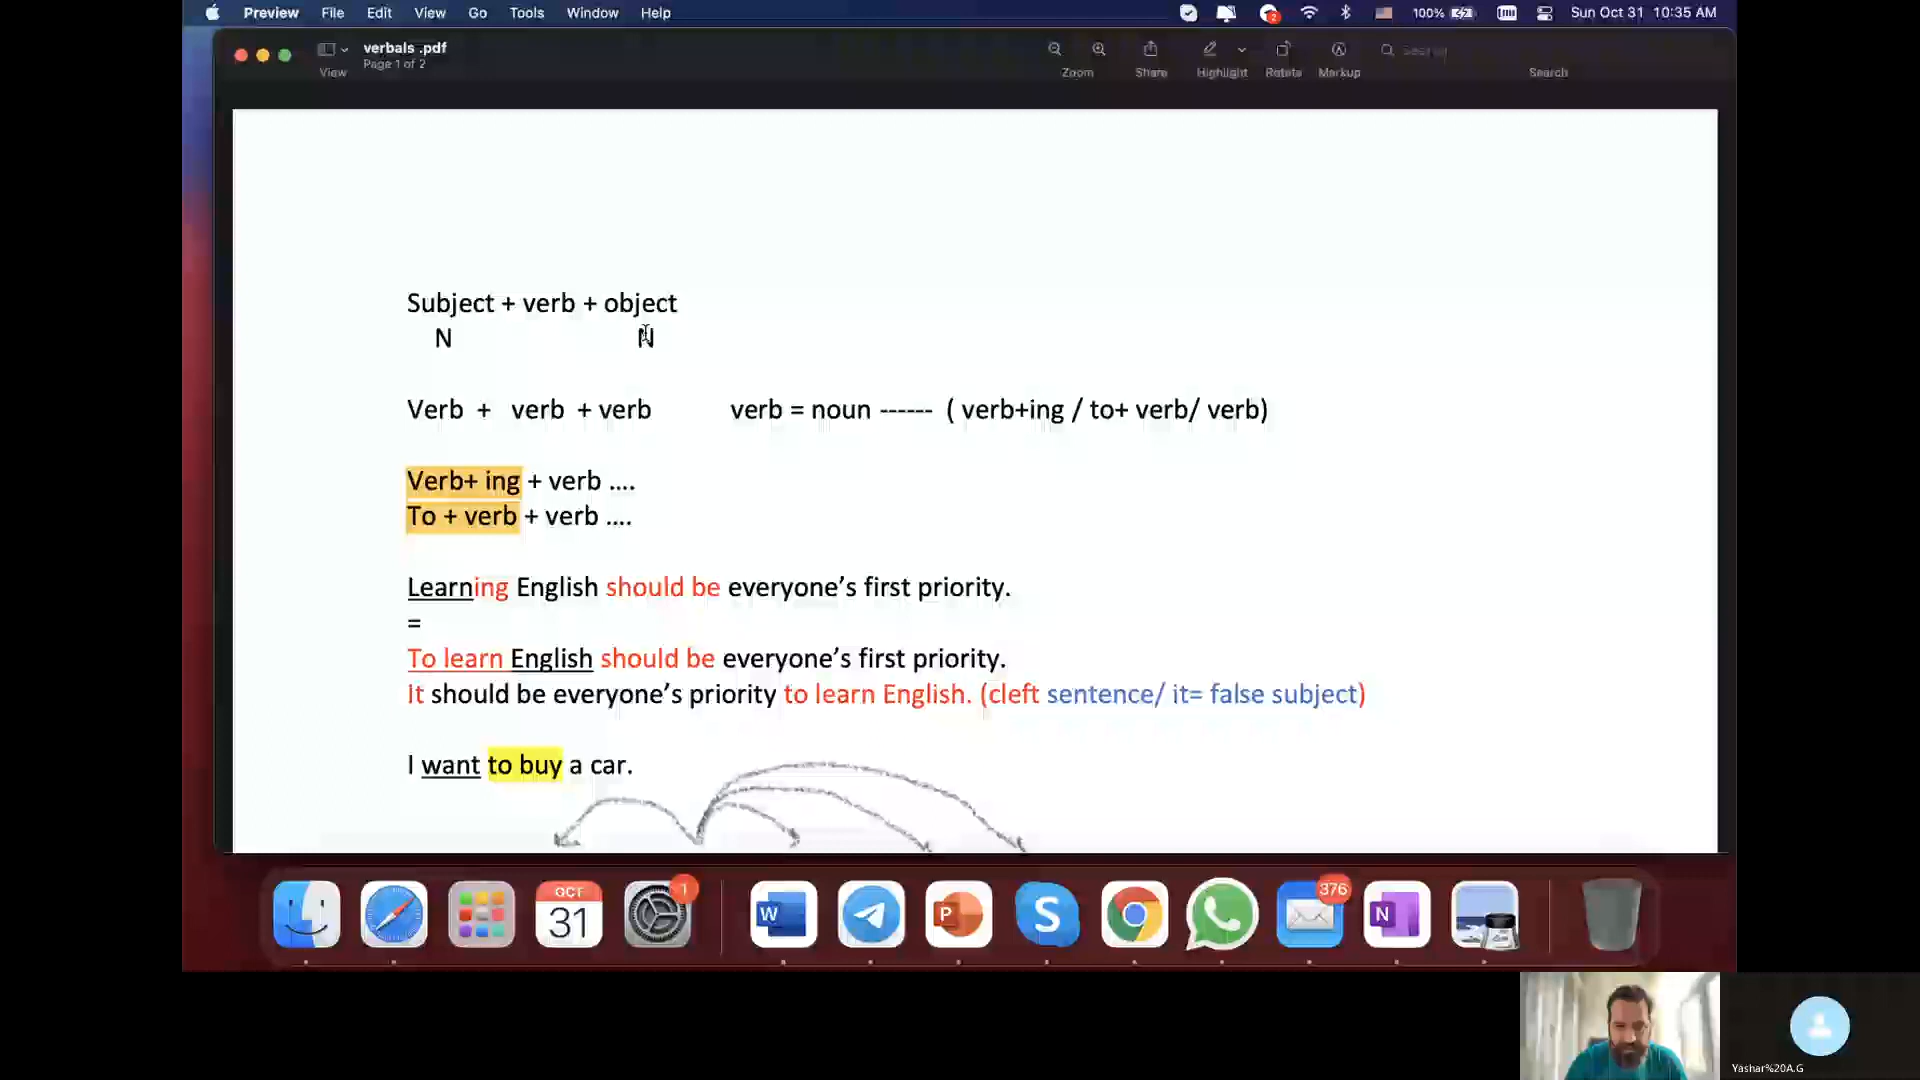 Preview File Edit View Go Tools Window Help 100% Sun Oct 31 10:35 AM
verbals .pdf
Page 1 of 2
View Zoom Share Highlight Rotate Markup Search
Subject + verb + object
N N
Verb + verb + verb verb = noun ------ ( verb+ing / to+ verb/ verb)
Verb+ ing + verb ....
To + verb + verb ....
Learning English should be everyone’s first priority.
=
To learn English should be everyone’s first priority.
It should be everyone’s priority to learn English. (cleft sentence/ it= false subject)
I want to buy a car.
OCT
31
1
W
P
S
376
N
Yashar%20A.G